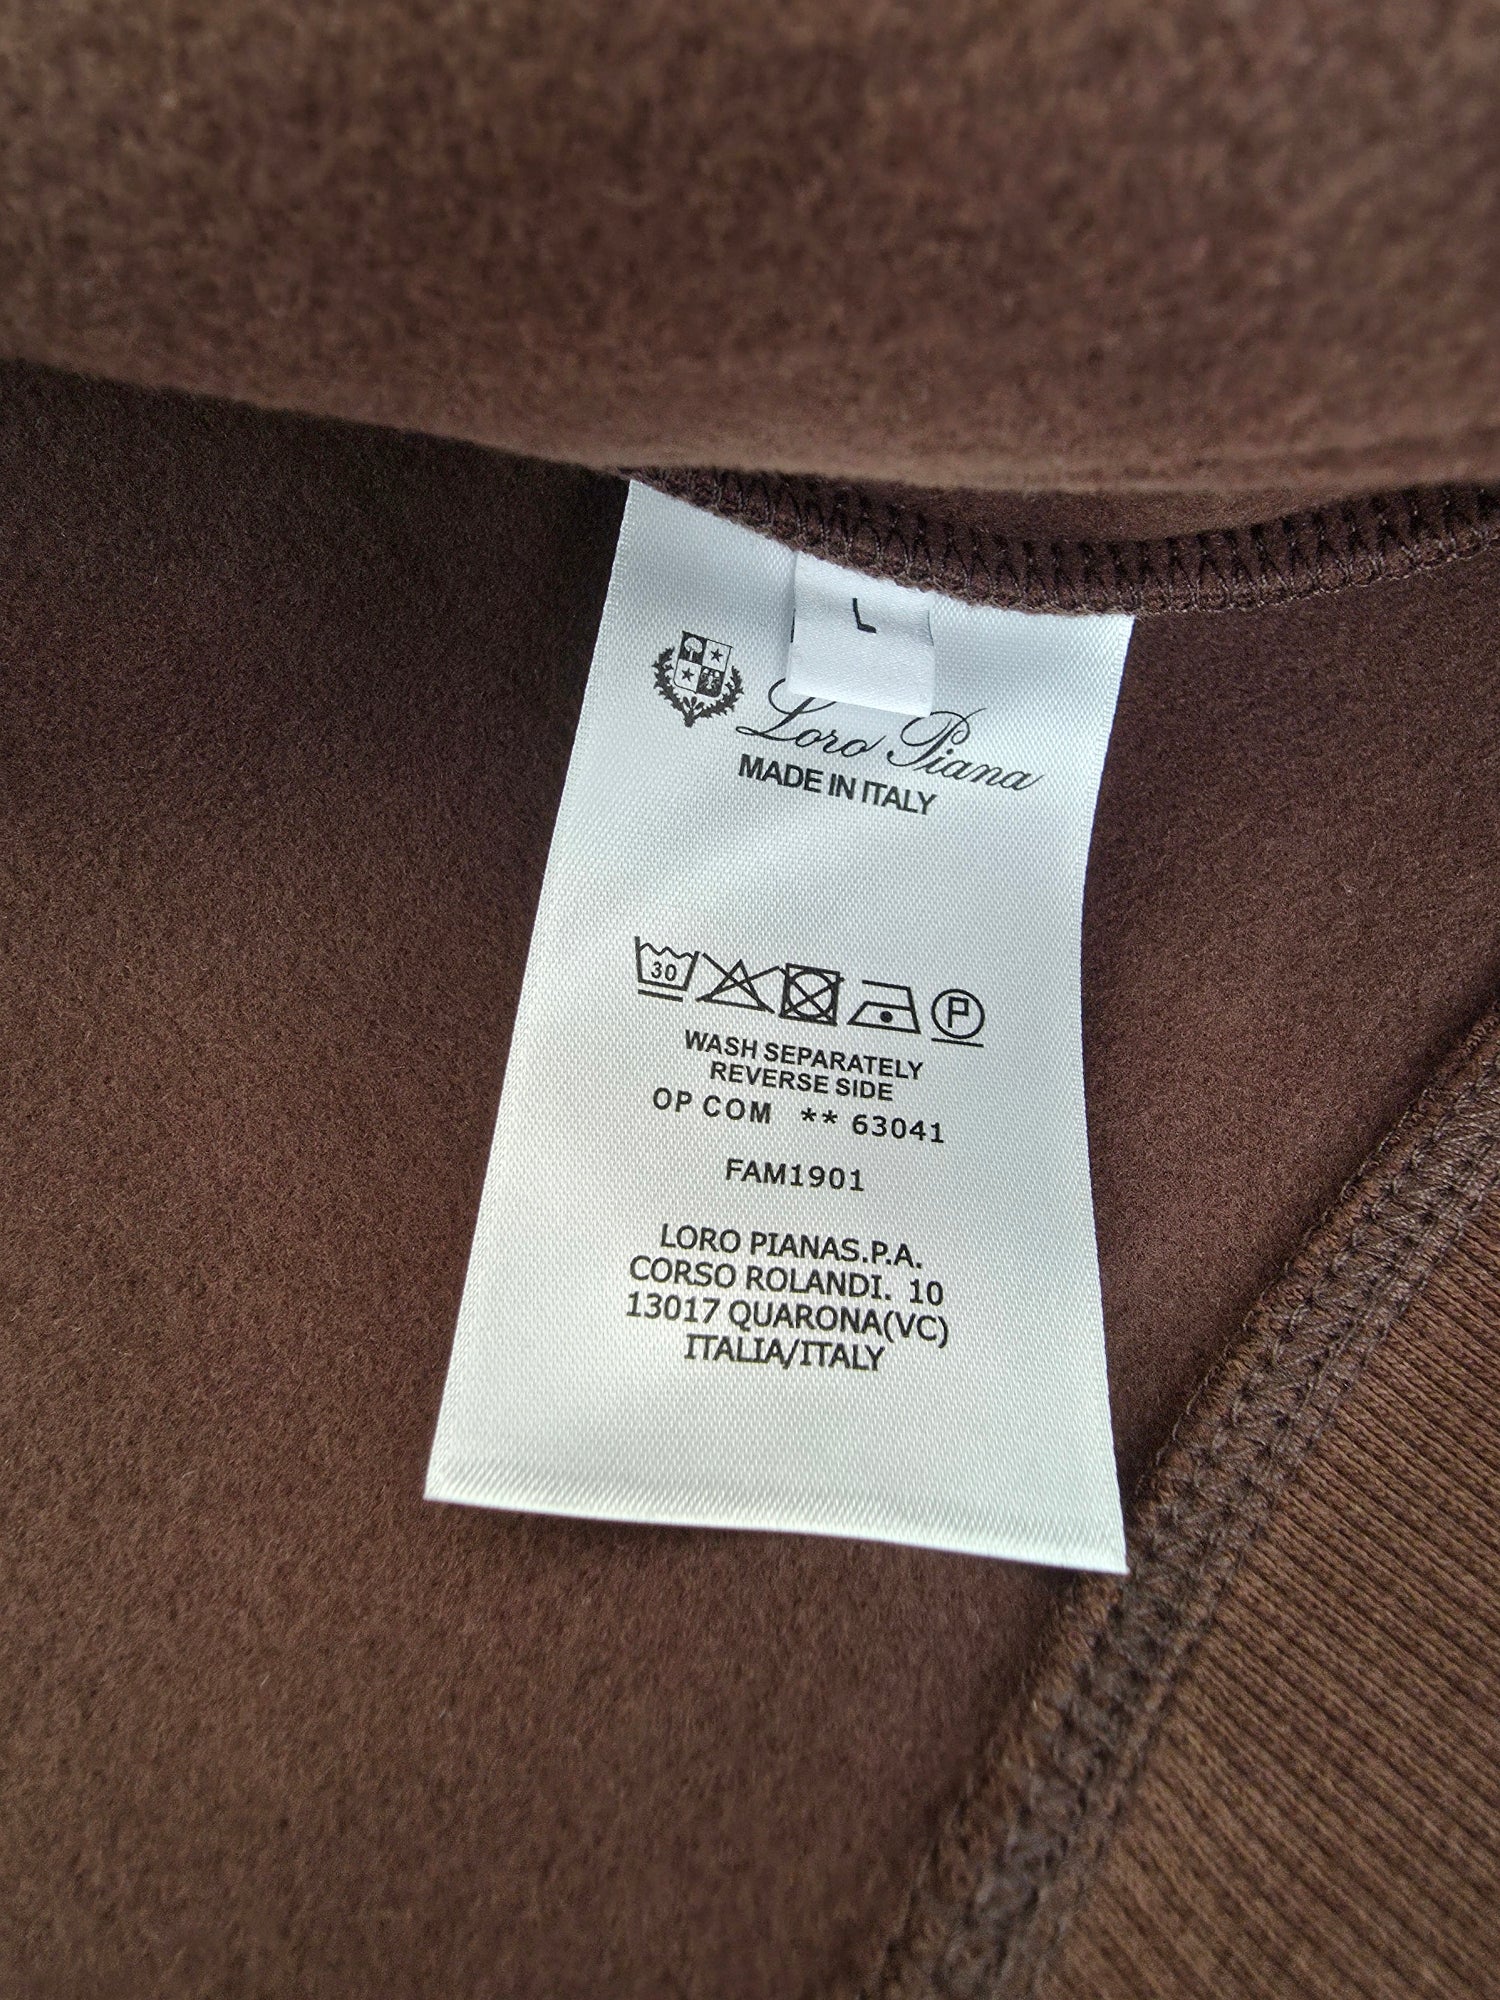 L
Loro Piana
MADE IN ITALY
30
P
WASH SEPARATELY
REVERSE SIDE
OP COM ** 63041
FAM1901
LORO PIANAS.P.A.
CORSO ROLANDI. 10
13017 QUARONA(VC)
ITALIA/ITALY